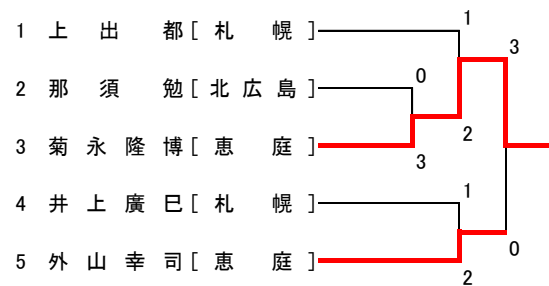 1 上 出 都[ 札 幌 ]
1
3
2 那 須 勉[ 北 広 島 ]
0
3 菊 永 隆 博[ 恵 庭 ]
2
3
4 井 上 廣 巳[ 札 幌 ]
1
5 外 山 幸 司[ 恵 庭 ]
0
2